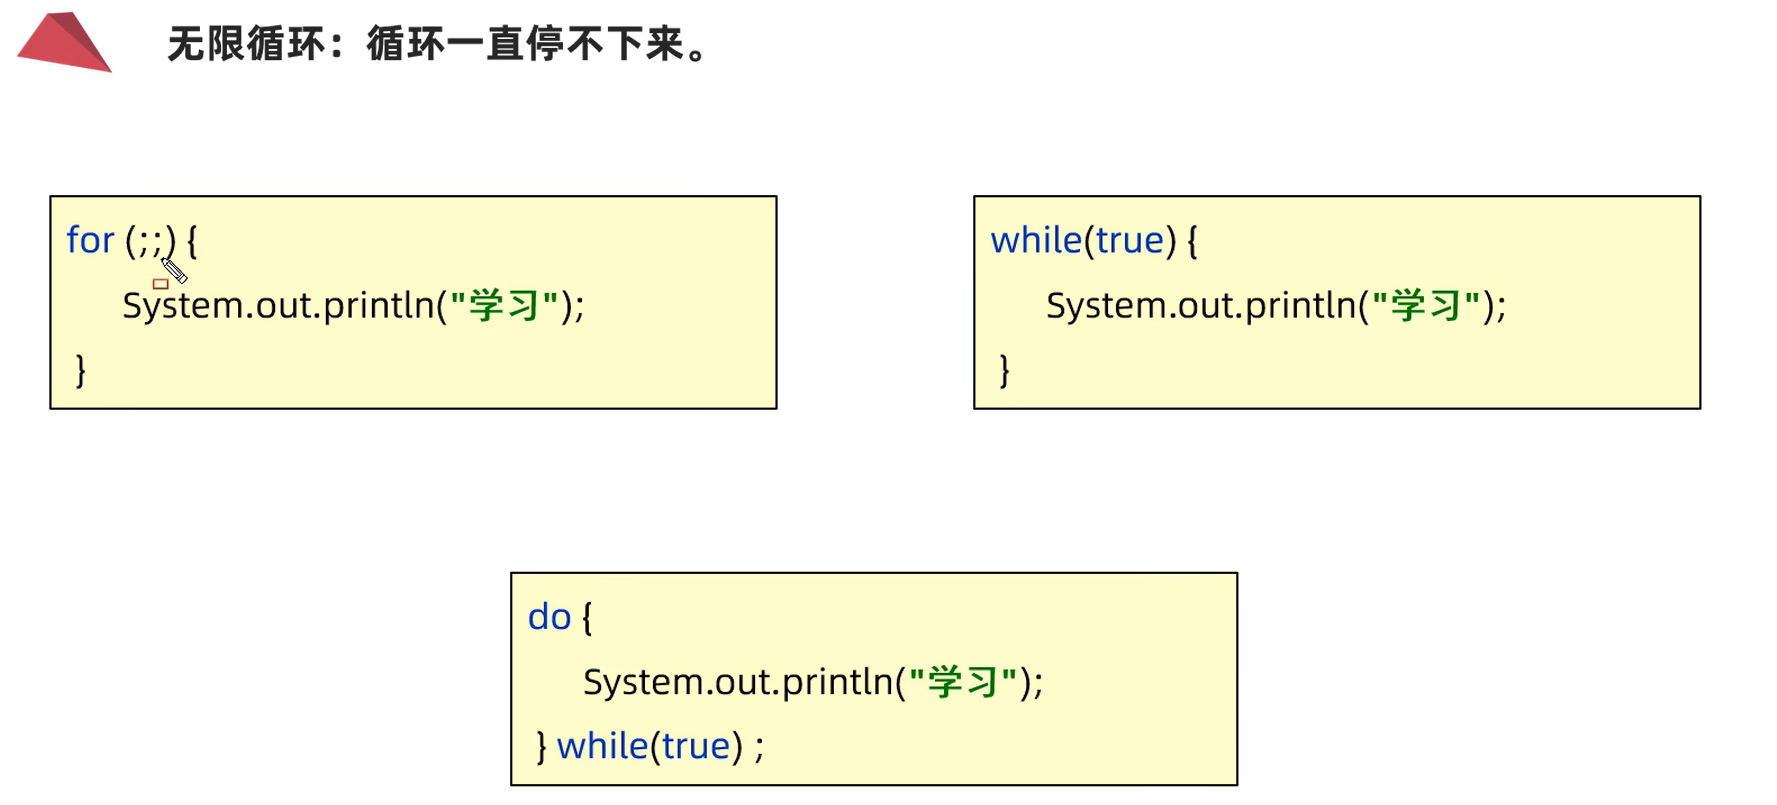 无限循环：循环一直停不下来。
for (;;) {
System.out.println("学习");
}
while(true) {
System.out.println("学习");
}
do {
System.out.println("学习");
} while(true) ;